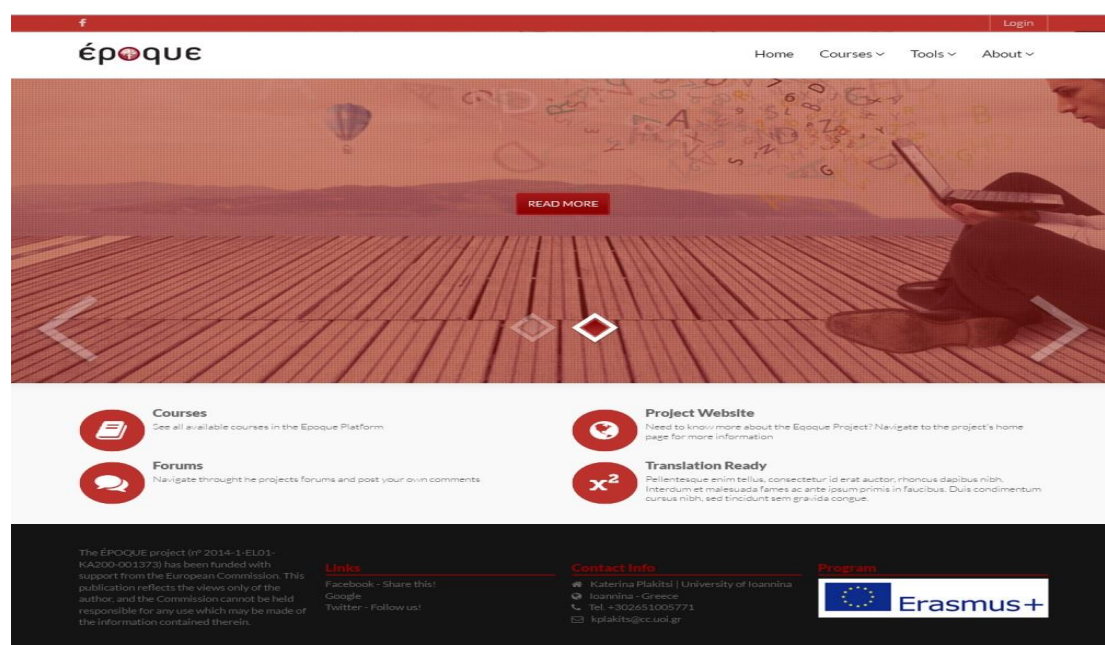 f
Login
époque
Home Courses Tools About
READ MORE
Courses
See all available courses in the Epoque Platform
Project Website
Need to know more about the Eqoque Project? Navigate to the project's home
page for more information
Forums
Navigate throught he projects forums and post your own comments
x²
Translation Ready
Pellentesque enim tellus, consectetur id erat auctor, rhoncus dapibus nibh.
Interdum et malesuada fames ac ante ipsum primis in faucibus. Duis condimentum
cursus nibh, sed tincidunt sem gravida congue.
The ÉPOQUE project (nº 2014-1-EL01-
KA200-001373) has been funded with
support from the European Commission. This
publication reflects the views only of the
author, and the Commission cannot be held
responsible for any use which may be made of
the information contained therein.
Links
Facebook - Share this!
Google
Twitter - Follow us!
Contact Info
Katerina Plakitsi | University of Ioannina
Ioannina - Greece
Tel. +302651005771
kplakits@cc.uoi.gr
Program
Erasmus+